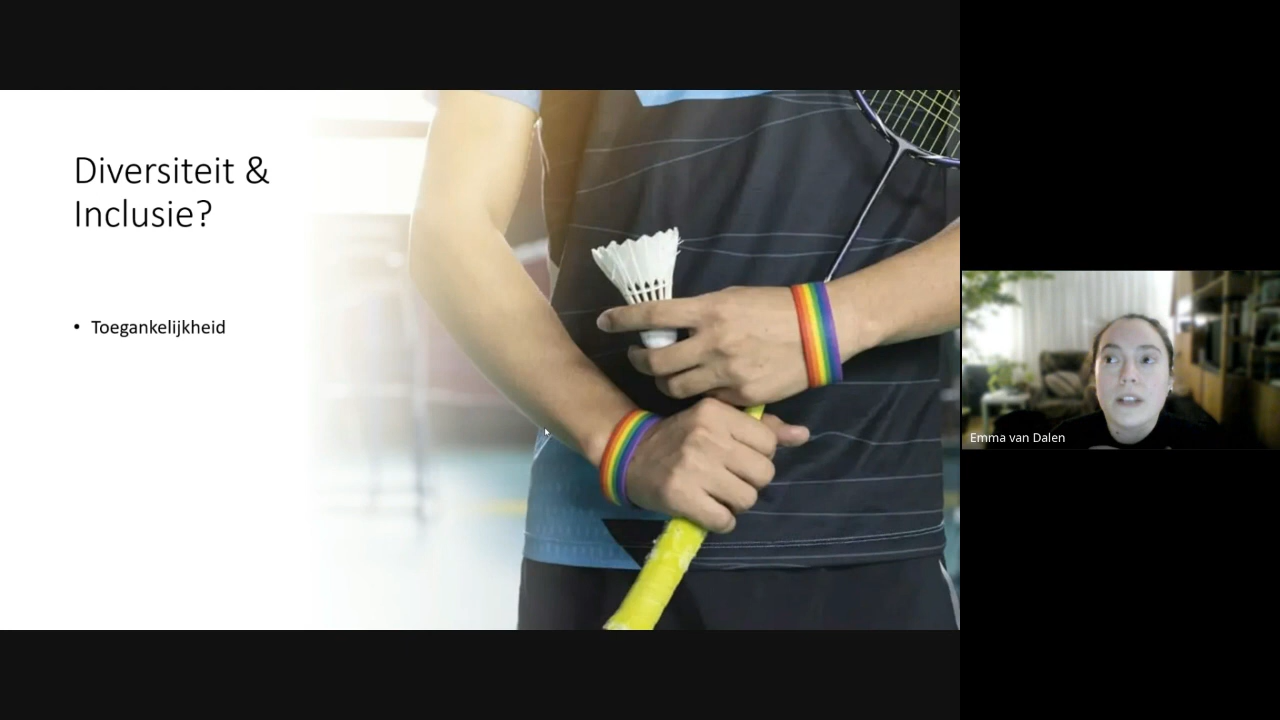 Diversiteit &
Inclusie?
• Toegankelijkheid
Emma van Dalen